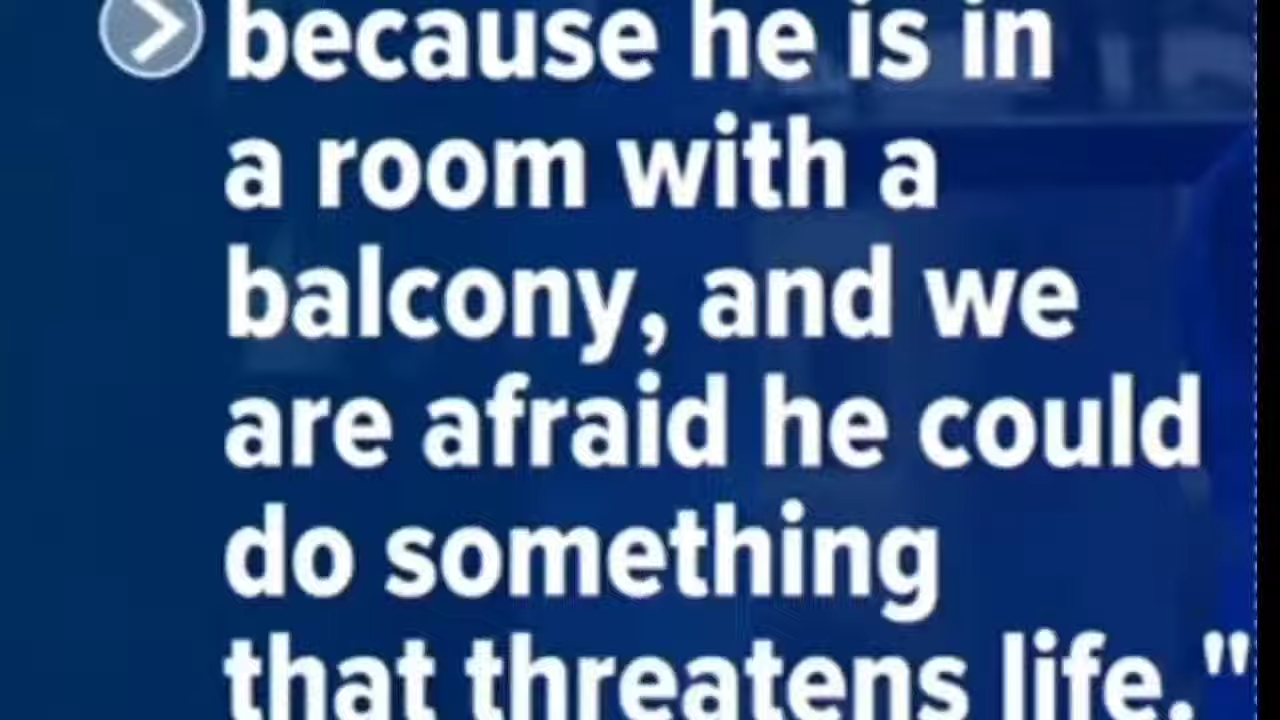 because he is in
a room with a
balcony, and we
are afraid he could
do something
that threatens life."